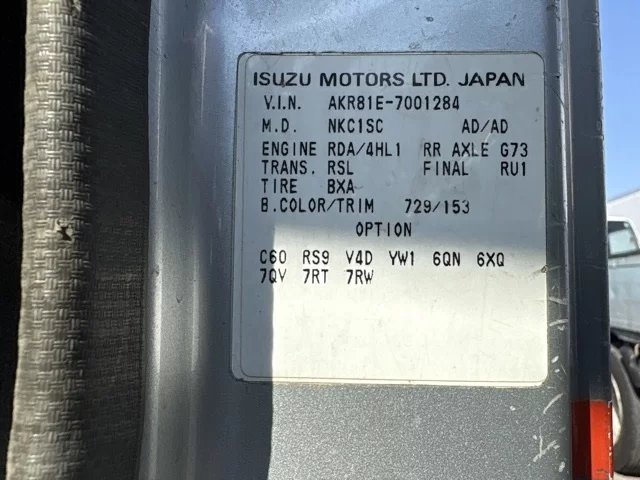 ISUZU MOTORS LTD. JAPAN
V.I.N. AKR81E-7001284
M.D. NKC1SC AD/AD
ENGINE RDA/4HL1 RR AXLE G73
TRANS. RSL FINAL RU1
TIRE BXA
B.COLOR/TRIM 729/153
OPTION
C60 RS9 V4D YW1 6QN 6XQ
7QV 7RT 7RW